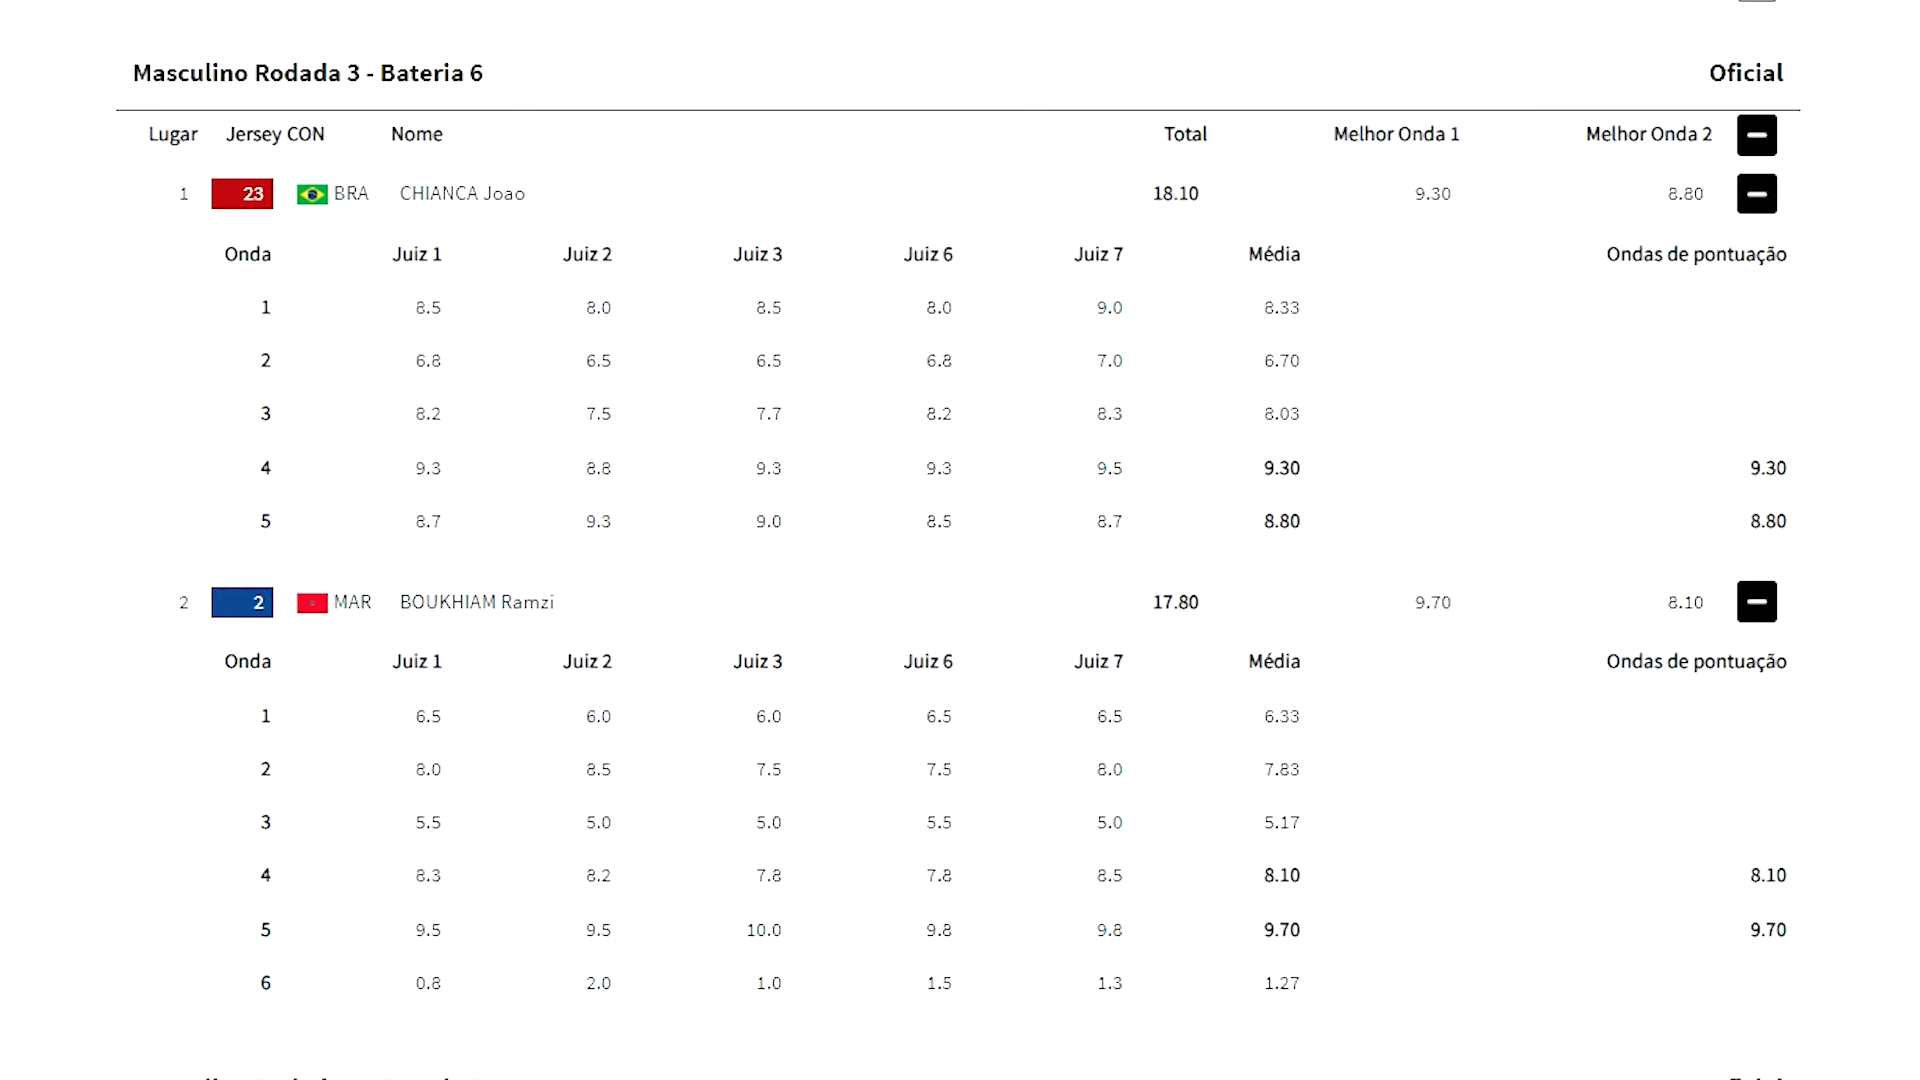 Masculino Rodada 3 - Bateria 6 Oficial
Lugar Jersey CON Nome Total Melhor Onda 1 Melhor Onda 2
1 23 BRA CHIANCA Joao 18.10 9.30 8.80
Onda Juiz 1 Juiz 2 Juiz 3 Juiz 6 Juiz 7 Média Ondas de pontuação
1 8.5 8.0 8.5 8.0 9.0 8.33
2 6.8 6.5 6.5 6.8 7.0 6.70
3 8.2 7.5 7.7 8.2 8.3 8.03
4 9.3 8.8 9.3 9.3 9.5 9.30 9.30
5 8.7 9.3 9.0 8.5 8.7 8.80 8.80
2 2 MAR BOUKHIAM Ramzi 17.80 9.70 8.10
Onda Juiz 1 Juiz 2 Juiz 3 Juiz 6 Juiz 7 Média Ondas de pontuação
1 6.5 6.0 6.0 6.5 6.5 6.33
2 8.0 8.5 7.5 7.5 8.0 7.83
3 5.5 5.0 5.0 5.5 5.0 5.17
4 8.3 8.2 7.8 7.8 8.5 8.10 8.10
5 9.5 9.5 10.0 9.8 9.8 9.70 9.70
6 0.8 2.0 1.0 1.5 1.3 1.27